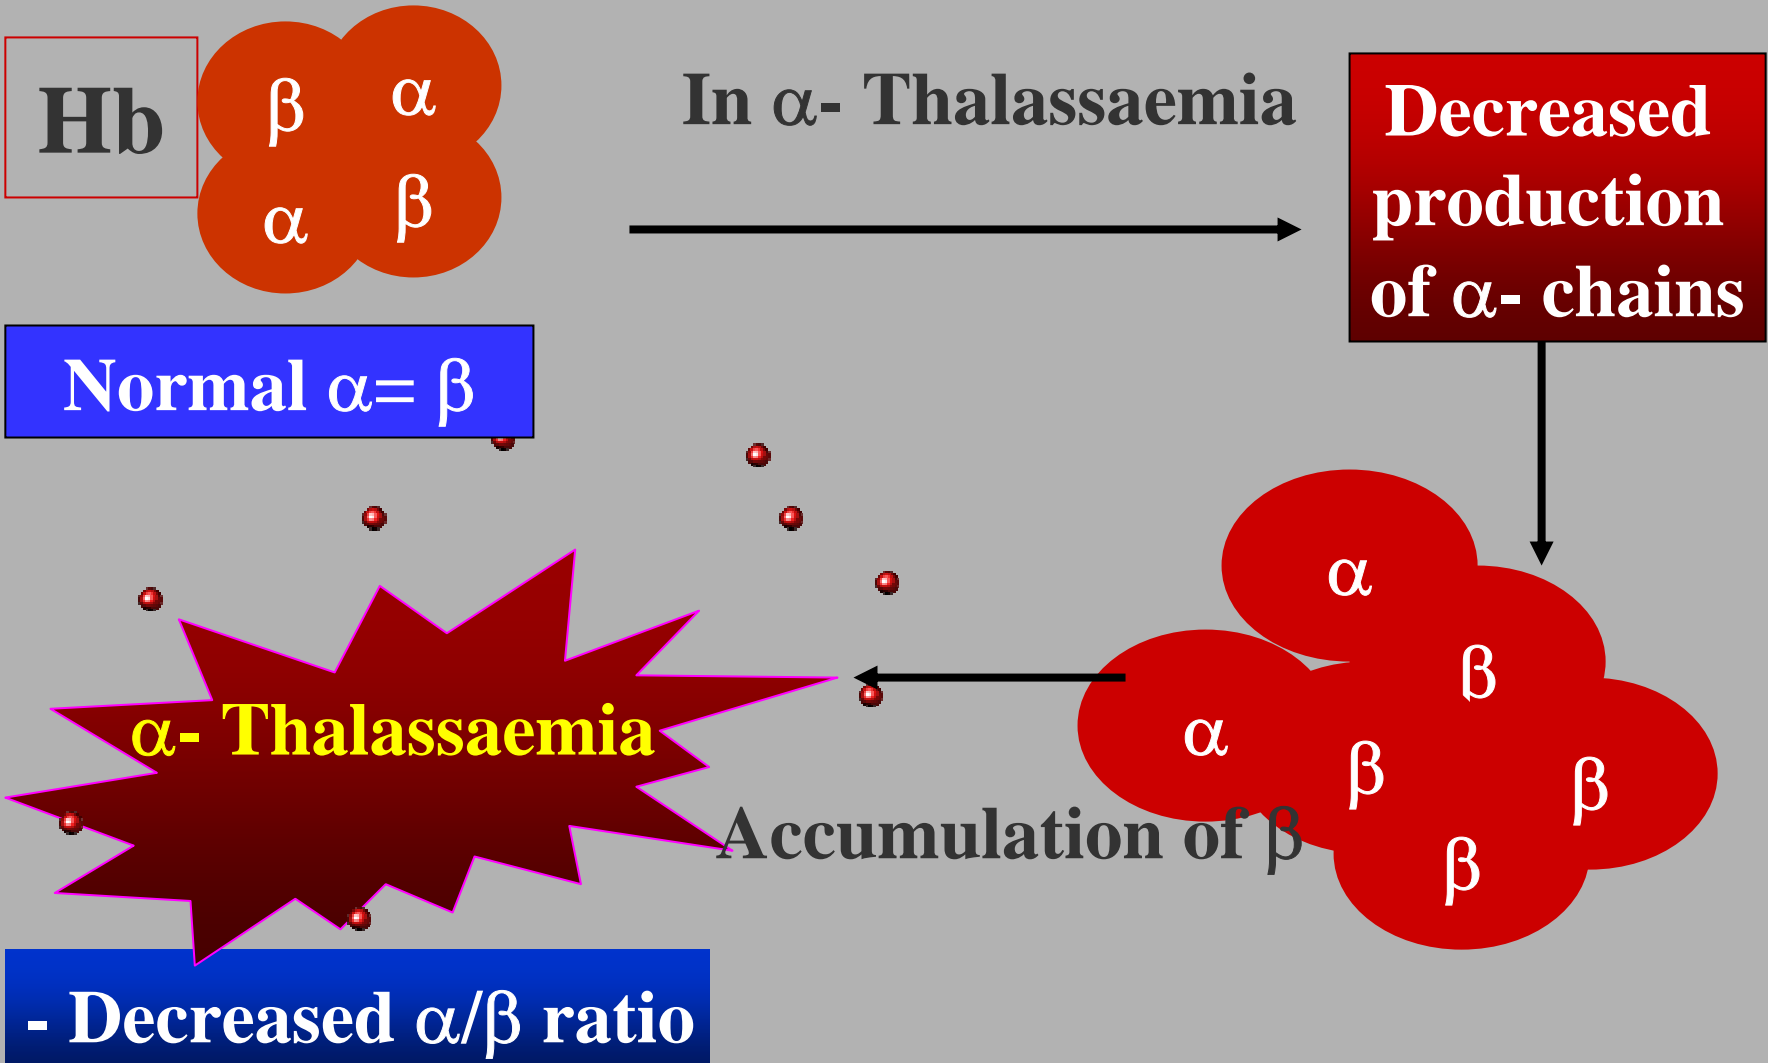 Hb
β α
α β
In α- Thalassaemia
Decreased
production
of α- chains
Normal α= β
α
β
α
β
β
β
Accumulation of β
α- Thalassaemia
- Decreased α/β ratio